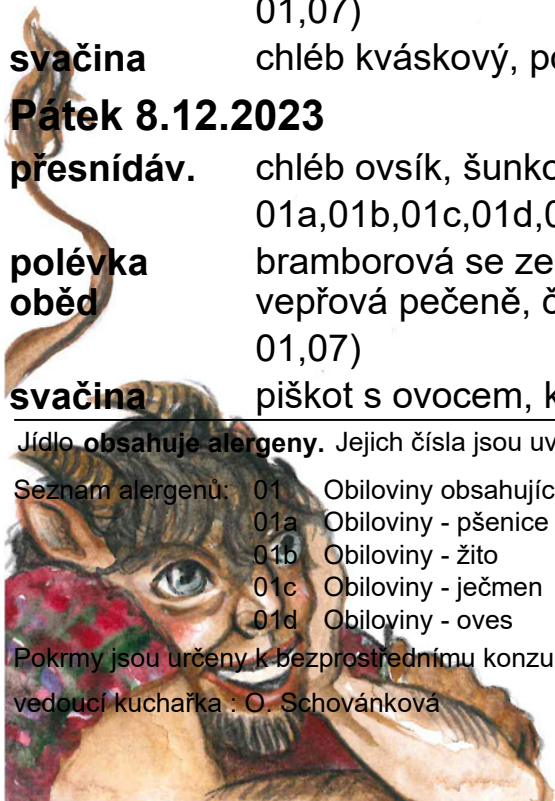 01,07)
svačina chléb kváskový, po
Pátek 8.12.2023
přesnídáv. chléb ovsík, šunko
01a,01b,01c,01d,0
polévka bramborová se ze
oběd vepřová pečeně, č
01,07)
svačina piškot s ovocem, k
Jídlo obsahuje alergeny. Jejich čísla jsou uv
Seznam alergenů: 01 Obiloviny obsahujíc
01a Obiloviny - pšenice
01b Obiloviny - žito
01c Obiloviny - ječmen
01d Obiloviny - oves
Pokrmy jsou určeny k bezprostřednímu konzu
vedoucí kuchařka : O. Schovánková